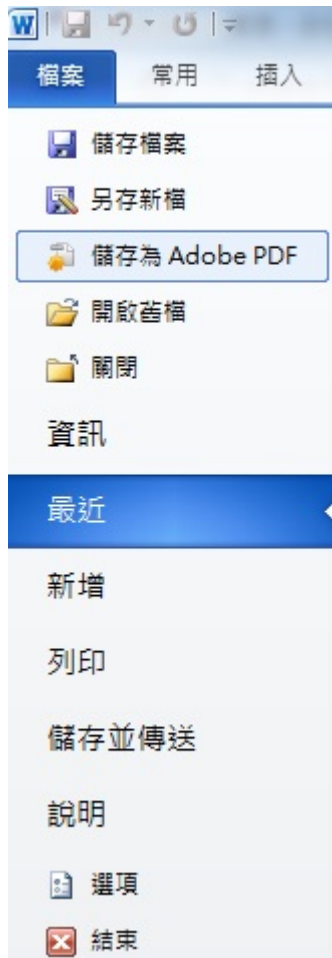 W
檔案 常用 插入
儲存檔案
另存新檔
儲存為 Adobe PDF
開啟舊檔
關閉
資訊
最近
新增
列印
儲存並傳送
說明
選項
結束